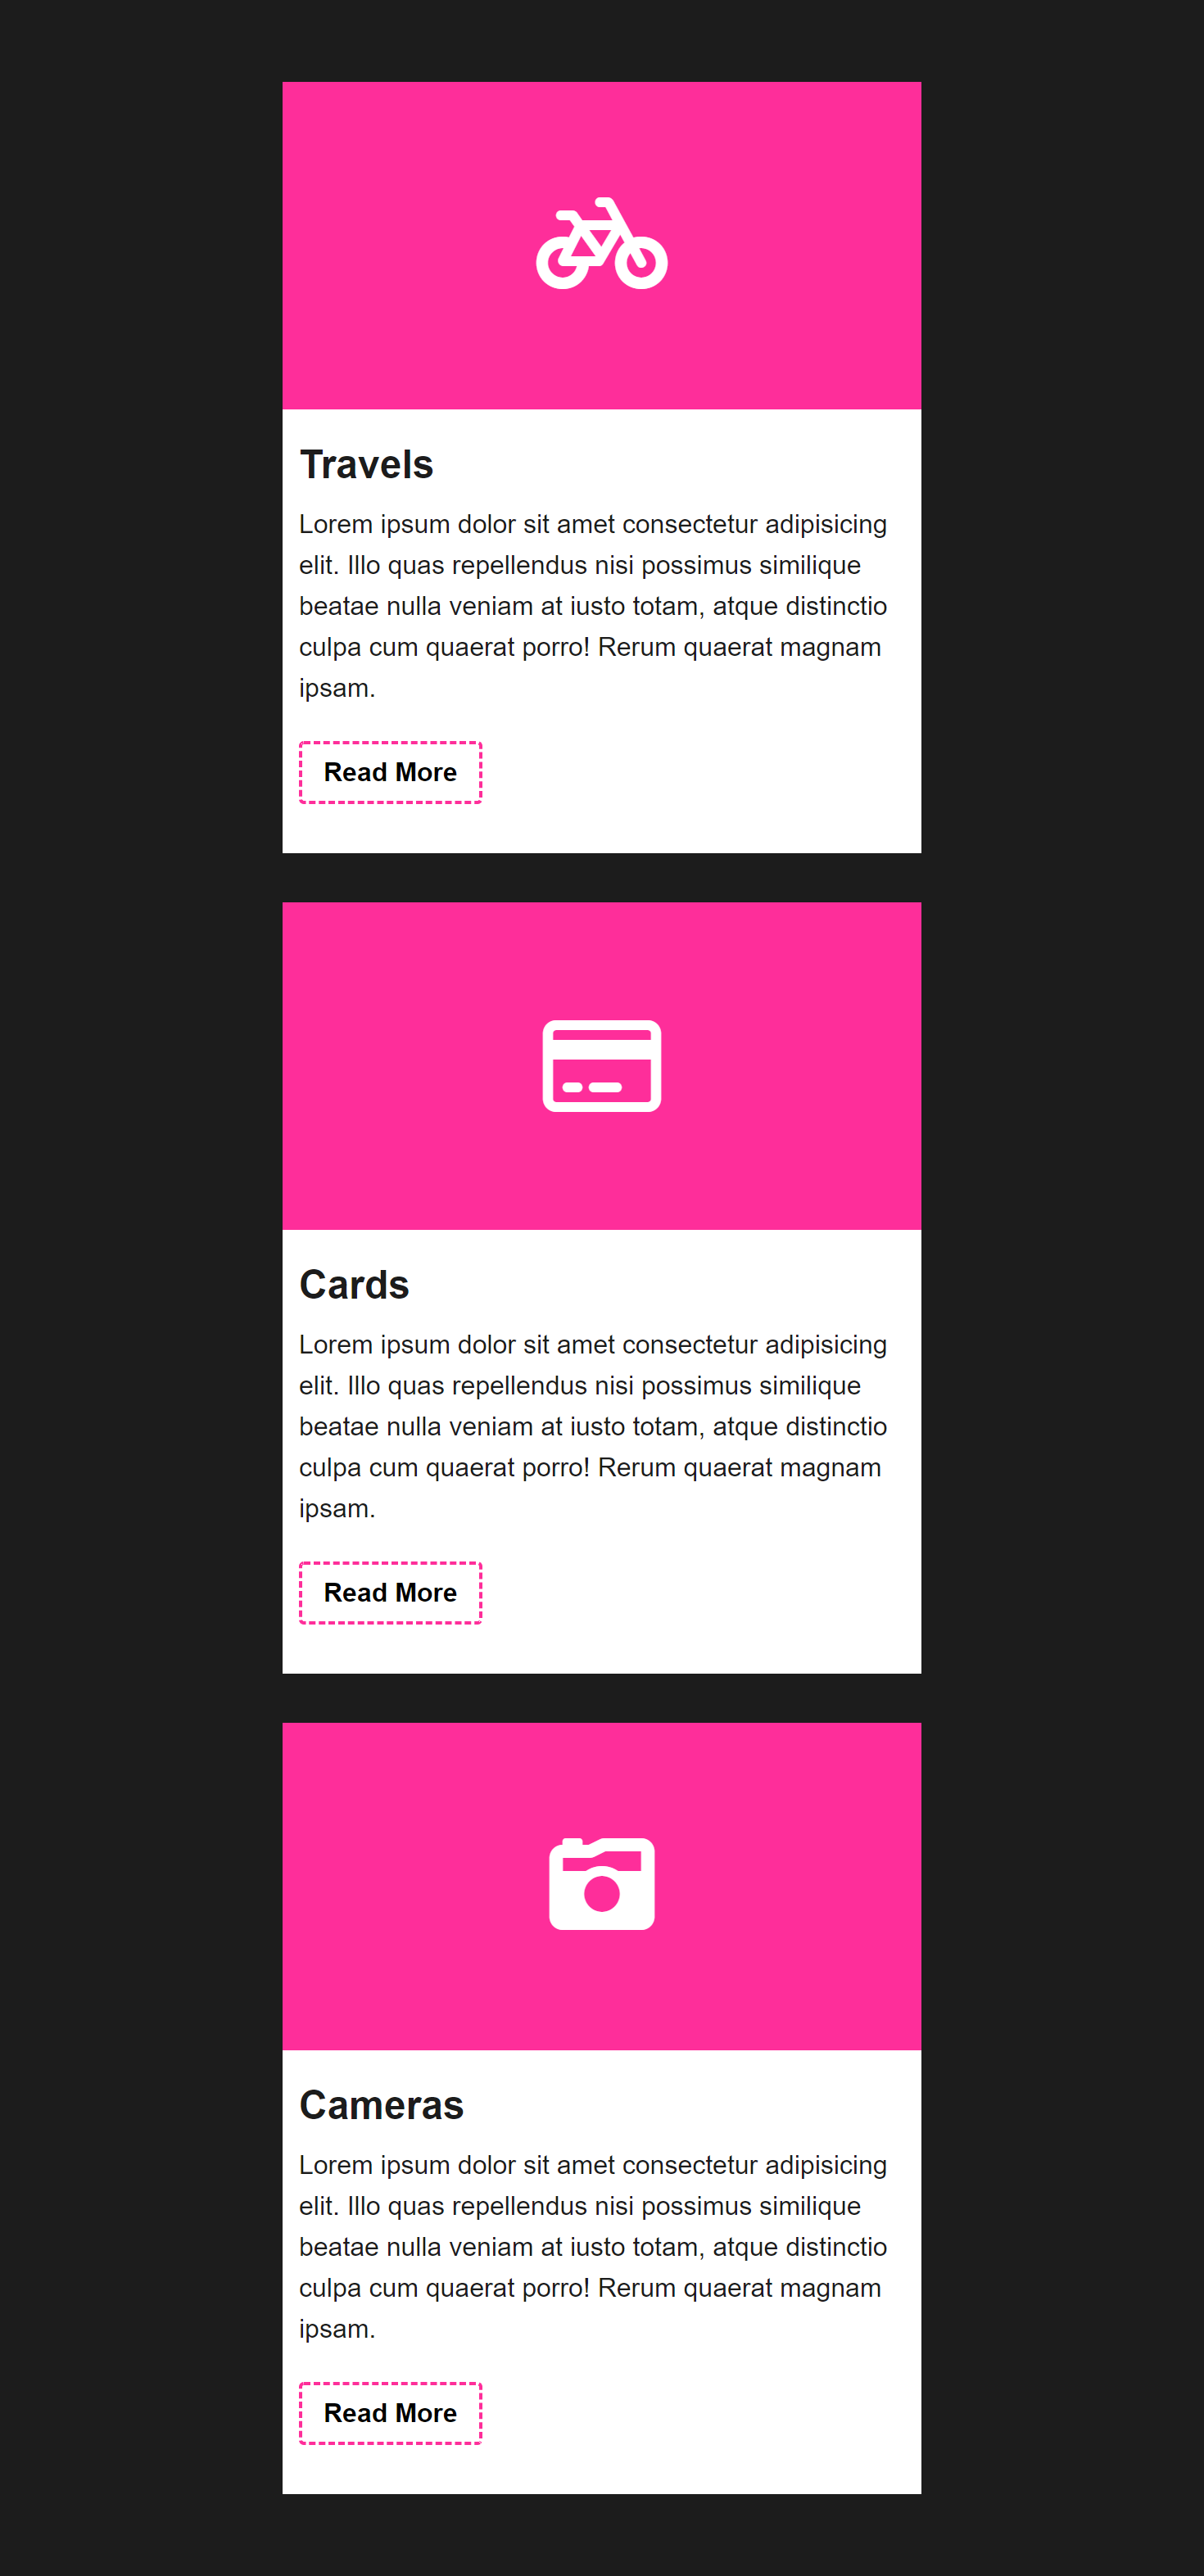 Travels
Lorem ipsum dolor sit amet consectetur adipisicing
elit. Illo quas repellendus nisi possimus similique
beatae nulla veniam at iusto totam, atque distinctio
culpa cum quaerat porro! Rerum quaerat magnam
ipsam.
Read More
Cards
Lorem ipsum dolor sit amet consectetur adipisicing
elit. Illo quas repellendus nisi possimus similique
beatae nulla veniam at iusto totam, atque distinctio
culpa cum quaerat porro! Rerum quaerat magnam
ipsam.
Read More
Cameras
Lorem ipsum dolor sit amet consectetur adipisicing
elit. Illo quas repellendus nisi possimus similique
beatae nulla veniam at iusto totam, atque distinctio
culpa cum quaerat porro! Rerum quaerat magnam
ipsam.
Read More